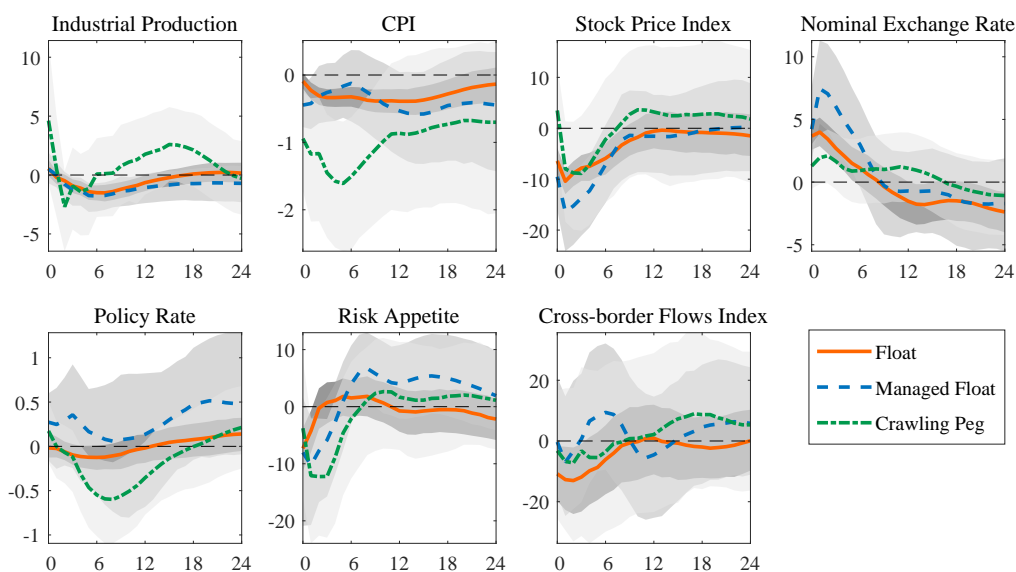 Industrial Production
CPI
Stock Price Index
Nominal Exchange Rate
10
5
0
-5
0 6 12 18 24
0
-1
-2
0 6 12 18 24
10
0
-10
-20
0 6 12 18 24
10
5
0
-5
0 6 12 18 24
Policy Rate
Risk Appetite
Cross-border Flows Index
1
0.5
0
-0.5
-1
0 6 12 18 24
10
0
-10
-20
0 6 12 18 24
20
0
-20
0 6 12 18 24
Float
Managed Float
Crawling Peg